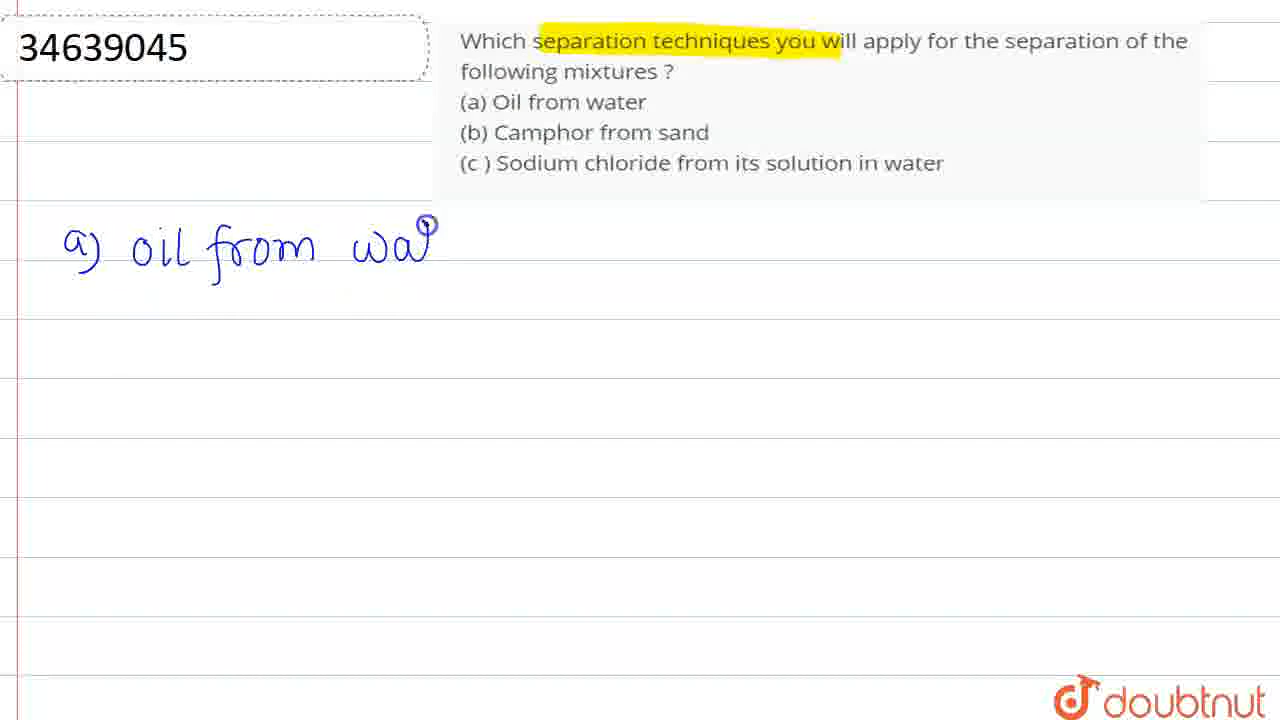 34639045
Which separation techniques you will apply for the separation of the
following mixtures ?
(a) Oil from water
(b) Camphor from sand
(c ) Sodium chloride from its solution in water
a) oil from wa
doubtnut